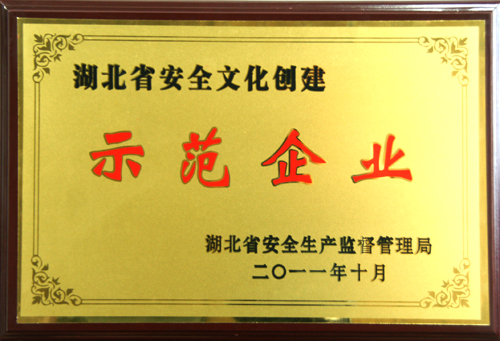 湖北省安全文化创建
示范企业
湖北省安全生产监督管理局
二〇一一年十月